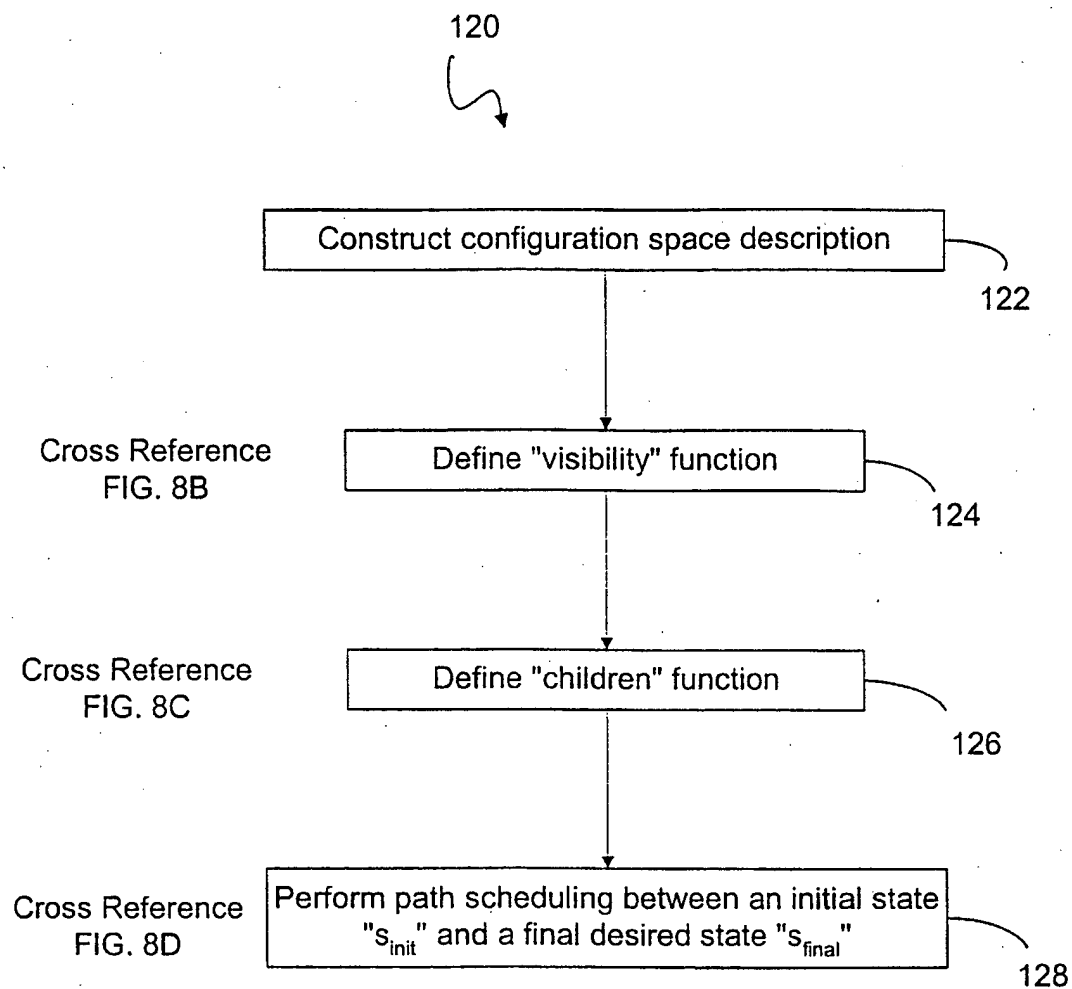 120
Construct configuration space description
122
Cross Reference
FIG. 8B
Define "visibility" function
124
Cross Reference
FIG. 8C
Define "children" function
126
Cross Reference
FIG. 8D
Perform path scheduling between an initial state
"s_init" and a final desired state "s_final"
128